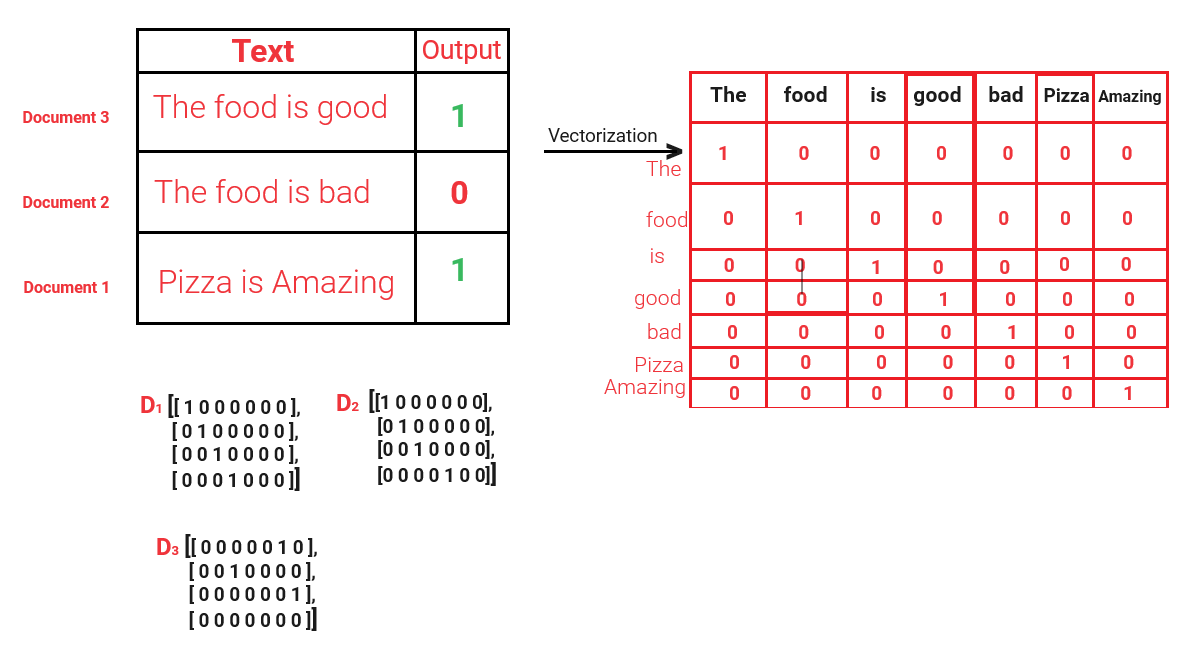 Text Output
Document 3 The food is good 1
Document 2 The food is bad 0
Document 1 Pizza is Amazing 1
Vectorization
The food is good bad Pizza Amazing
The 1 0 0 0 0 0 0
food 0 1 0 0 0 0 0
is 0 0 1 0 0 0 0
good 0 0 0 1 0 0 0
bad 0 0 0 0 1 0 0
Pizza 0 0 0 0 0 1 0
Amazing 0 0 0 0 0 0 1
D1 [[ 1 0 0 0 0 0 0 ],
[ 0 1 0 0 0 0 0 ],
[ 0 0 1 0 0 0 0 ],
[ 0 0 0 1 0 0 0 ]]
D2 [[1 0 0 0 0 0 0],
[0 1 0 0 0 0 0],
[0 0 1 0 0 0 0],
[0 0 0 0 1 0 0]]
D3 [[ 0 0 0 0 0 1 0 ],
[ 0 0 1 0 0 0 0 ],
[ 0 0 0 0 0 0 1 ],
[ 0 0 0 0 0 0 0 ]]